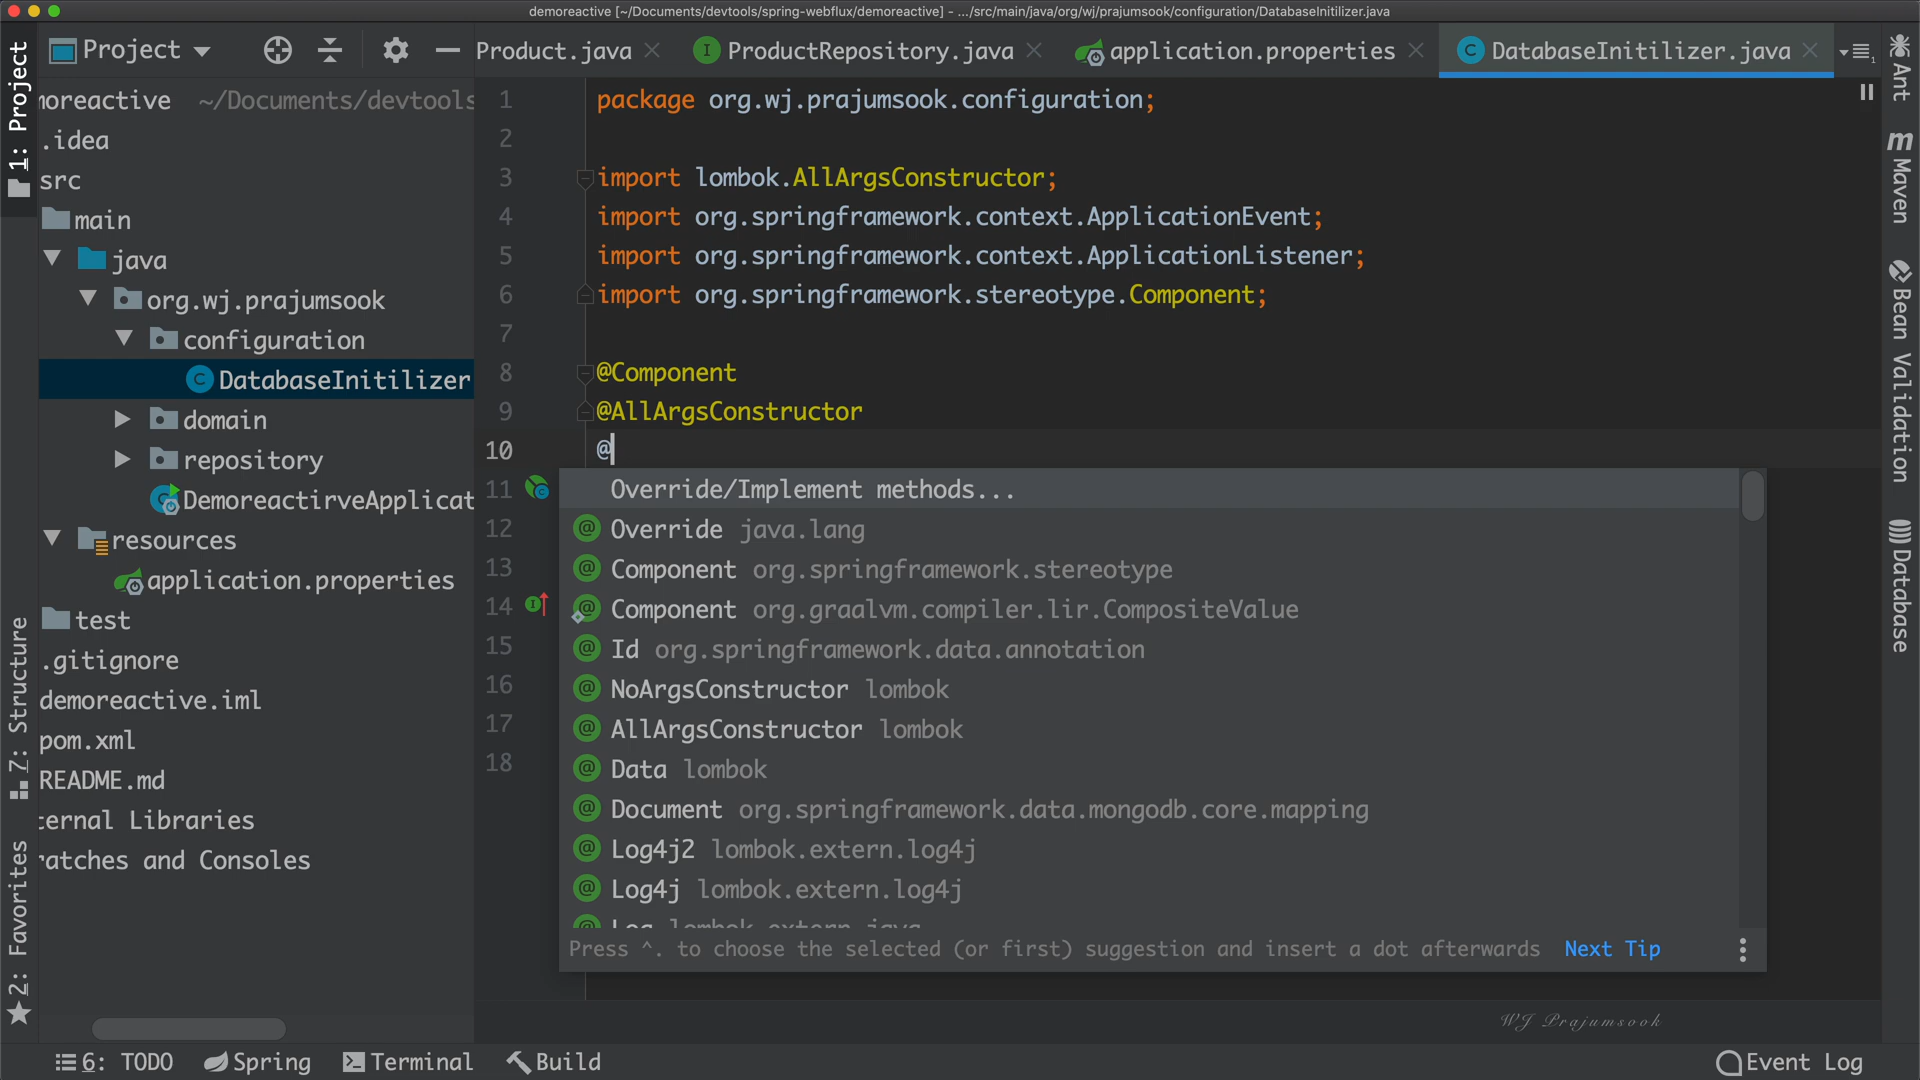 demoreactive [~/Documents/devtools/spring-webflux/demoreactive] - .../src/main/java/org/wj/prajumsook/configuration/DatabaseInitilizer.java
Project
Product.java
ProductRepository.java
application.properties
DatabaseInitilizer.java
1: Project
moreactive ~/Documents/devtools
.idea
src
main
java
org.wj.prajumsook
configuration
DatabaseInitilizer
domain
repository
DemoreactirveApplicat
resources
application.properties
test
.gitignore
demoreactive.iml
pom.xml
README.md
ternal Libraries
ratches and Consoles
7: Structure
2: Favorites
1 package org.wj.prajumsook.configuration;
2
3 import lombok.AllArgsConstructor;
4 import org.springframework.context.ApplicationEvent;
5 import org.springframework.context.ApplicationListener;
6 import org.springframework.stereotype.Component;
7
8 @Component
9 @AllArgsConstructor
10 @
11
12
13
14
15
16
17
18
Override/Implement methods...
Override java.lang
Component org.springframework.stereotype
Component org.graalvm.compiler.lir.CompositeValue
Id org.springframework.data.annotation
NoArgsConstructor lombok
AllArgsConstructor lombok
Data lombok
Document org.springframework.data.mongodb.core.mapping
Log4j2 lombok.extern.log4j
Log4j lombok.extern.log4j
Log lombok.extern.java
Press ^. to choose the selected (or first) suggestion and insert a dot afterwards Next Tip
WJ Prajumsook
Ant
Maven
Bean Validation
Database
6: TODO
Spring
Terminal
Build
Event Log